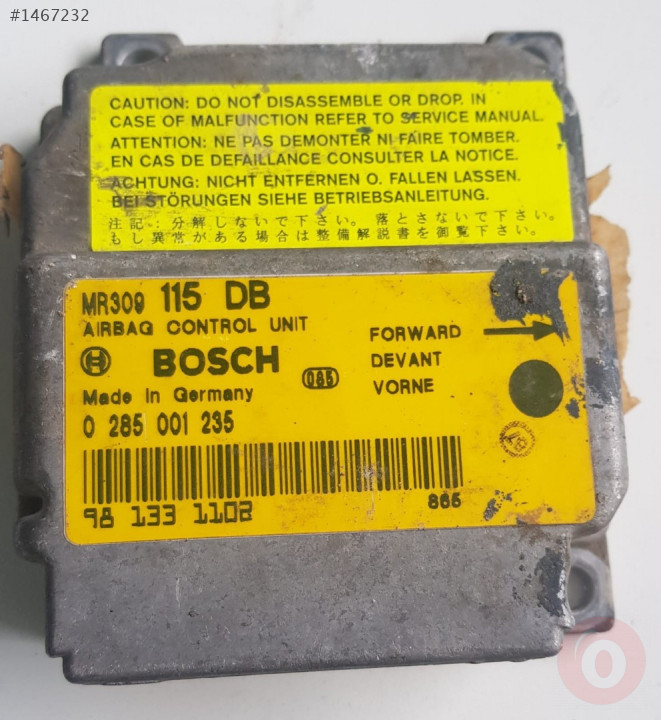 #1467232
CAUTION: DO NOT DISASSEMBLE OR DROP. IN
CASE OF MALFUNCTION REFER TO SERVICE MANUAL.
ATTENTION: NE PAS DEMONTER NI FAIRE TOMBER.
EN CAS DE DEFAILLANCE CONSULTER LA NOTICE.
ACHTUNG: NICHT ENTFERNEN O. FALLEN LASSEN.
BEI STÖRUNGEN SIEHE BETRIEBSANLEITUNG.
注記：分解しないで下さい。落とさないで下さい。
もし異常がある場合は整備解説書を御覧下さい。
MR309 115 DB
AIRBAG CONTROL UNIT
FORWARD
BOSCH
085
DEVANT
VORNE
Made in Germany
0 285 001 235
98 133 1102
865